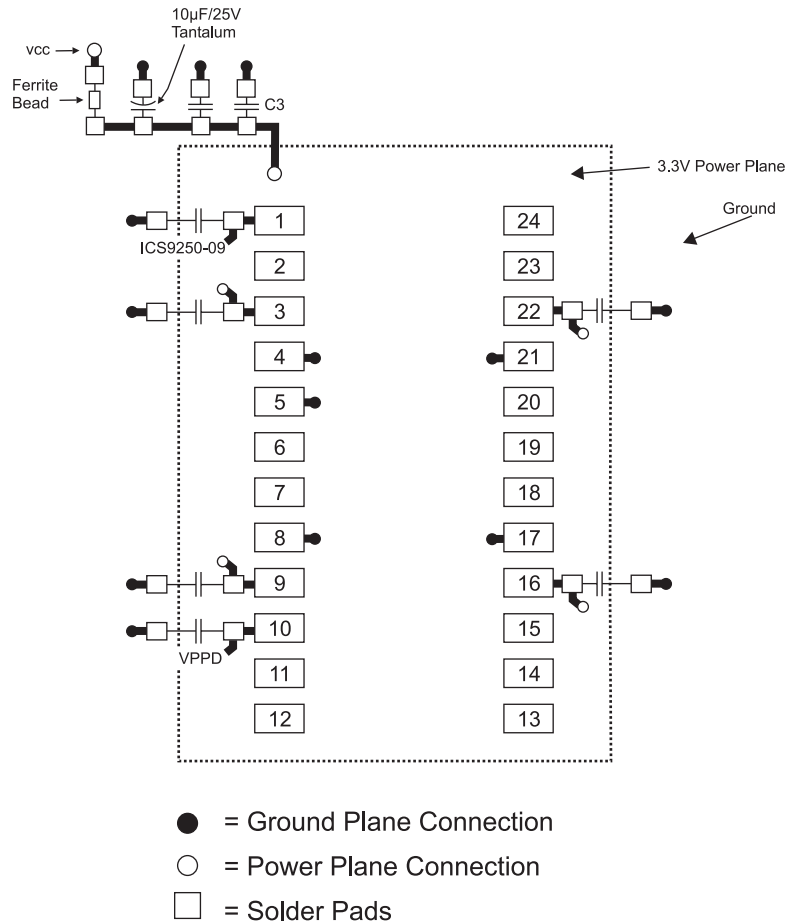 10µF/25V
Tantalum
vcc
Ferrite
Bead
C3
3.3V Power Plane
Ground
1
24
ICS9250-09
2
23
3
22
4
21
5
20
6
19
7
18
8
17
9
16
10
15
VPPD
11
14
12
13
= Ground Plane Connection
= Power Plane Connection
= Solder Pads